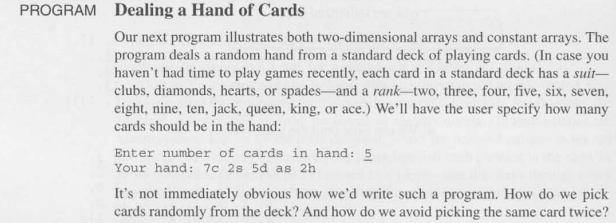 PROGRAM Dealing a Hand of Cards
Our next program illustrates both two-dimensional arrays and constant arrays. The
program deals a random hand from a standard deck of playing cards. (In case you
haven't had time to play games recently, each card in a standard deck has a suit—
clubs, diamonds, hearts, or spades—and a rank—two, three, four, five, six, seven,
eight, nine, ten, jack, queen, king, or ace.) We'll have the user specify how many
cards should be in the hand:
Enter number of cards in hand: 5
Your hand: 7c 2s 5d as 2h
It's not immediately obvious how we'd write such a program. How do we pick
cards randomly from the deck? And how do we avoid picking the same card twice?